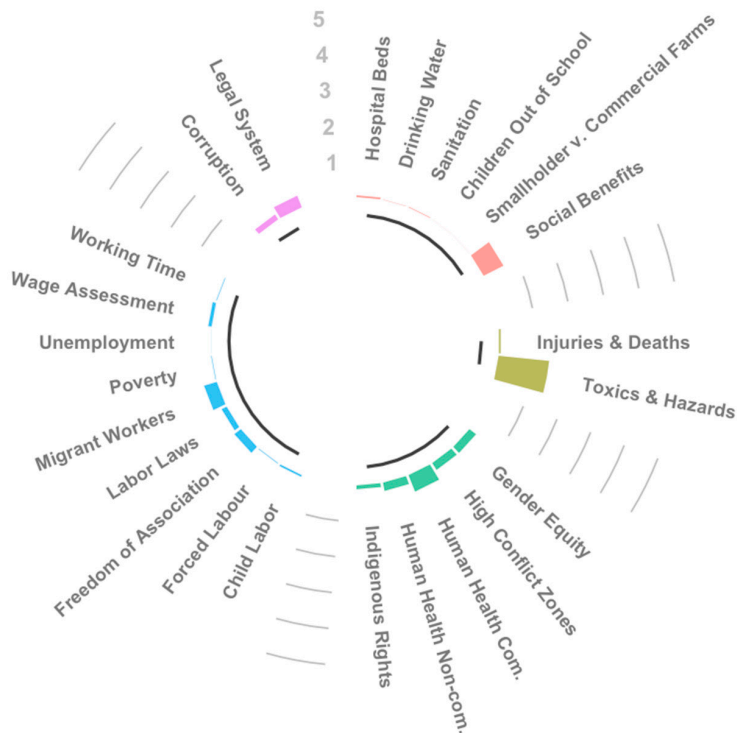 5
4
3
2
1
Hospital Beds
Drinking Water
Sanitation
Children Out of School
Smallholder v. Commercial Farms
Social Benefits
Injuries & Deaths
Toxics & Hazards
Gender Equity
High Conflict Zones
Human Health Com.
Human Health Non-com.
Indigenous Rights
Child Labor
Forced Labour
Freedom of Association
Labor Laws
Migrant Workers
Poverty
Unemployment
Wage Assessment
Working Time
Corruption
Legal System